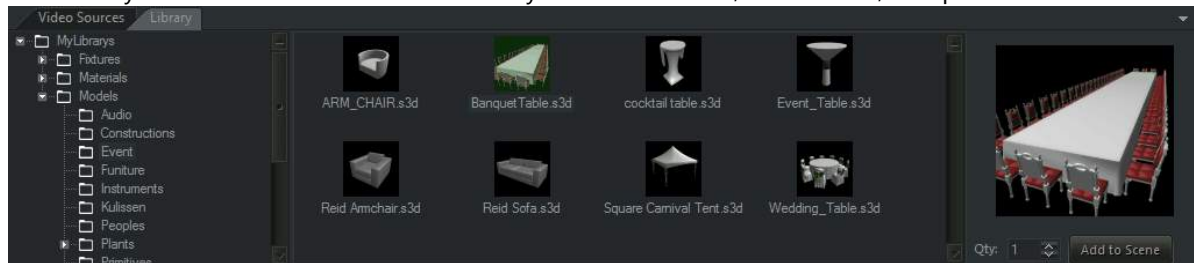 Video Sources
Library
MyLibrarys
Fixtures
Materials
Models
Audio
Constructions
Event
Funiture
Instruments
Kulissen
Peoples
Plants
Primitives
ARM_CHAIR.s3d
BanquetTable.s3d
cocktail table.s3d
Event_Table.s3d
Reid Armchair.s3d
Reid Sofa.s3d
Square Carnival Tent.s3d
Wedding_Table.s3d
Qty: 1
Add to Scene